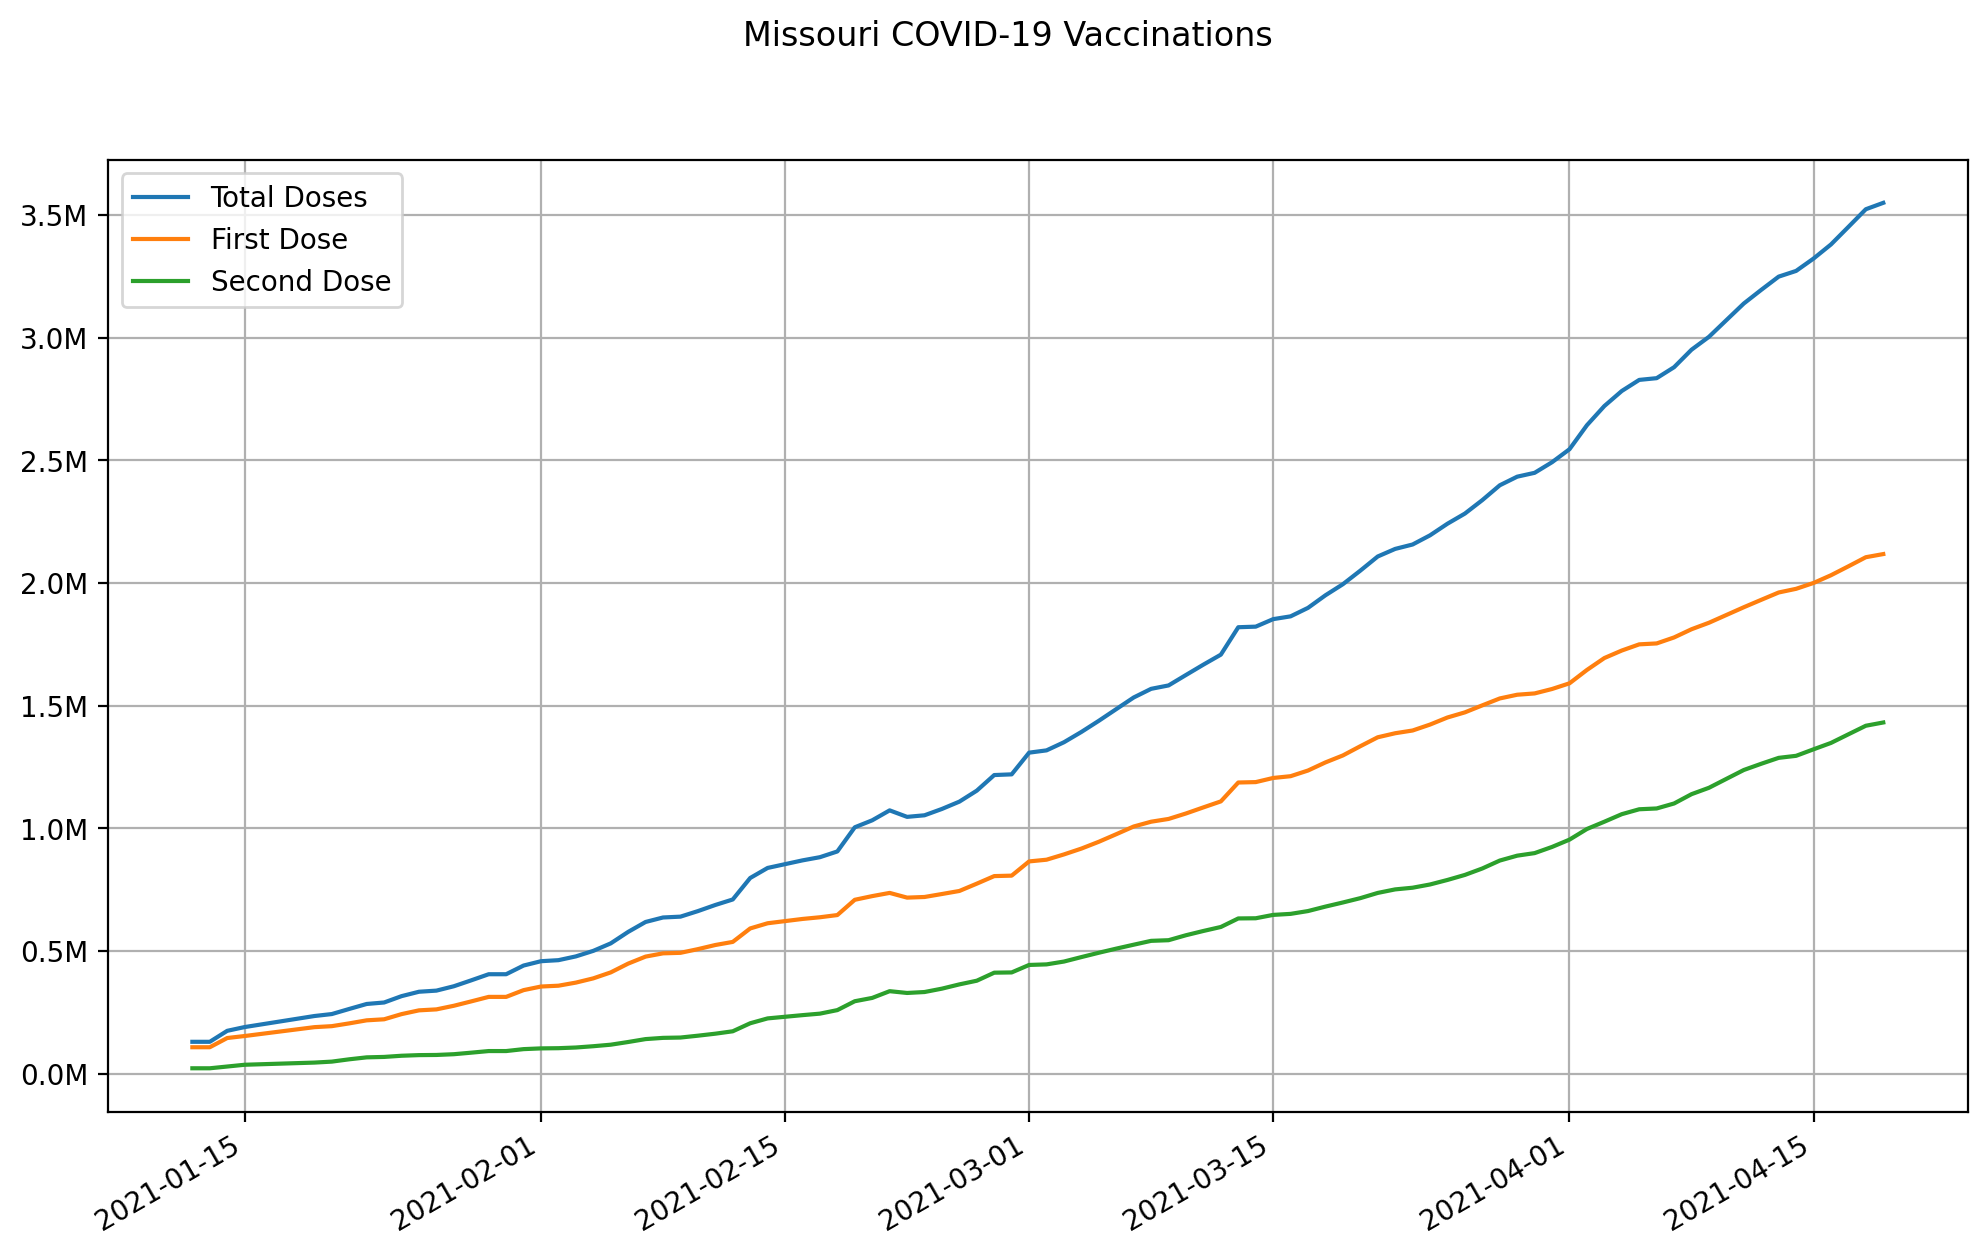 Missouri COVID-19 Vaccinations
Total Doses
First Dose
Second Dose
3.5M
3.0M
2.5M
2.0M
1.5M
1.0M
0.5M
0.0M
2021-01-15
2021-02-01
2021-02-15
2021-03-01
2021-03-15
2021-04-01
2021-04-15